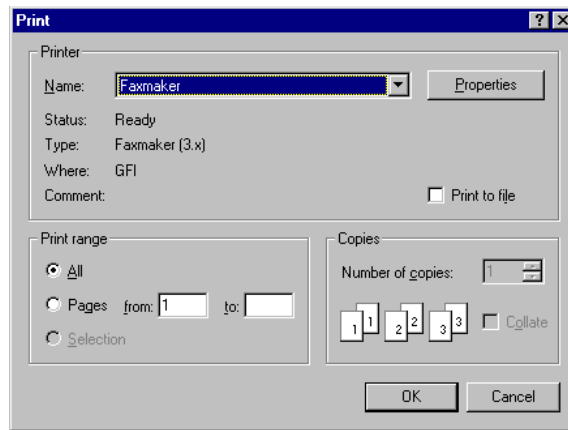 Print
Printer
Name: Faxmaker Properties
Status: Ready
Type: Faxmaker (3.x)
Where: GFI
Comment: Print to file
Print range
All
Pages from: 1 to:
Selection
Copies
Number of copies: 1
1 1 2 2 3 3 Collate
OK Cancel